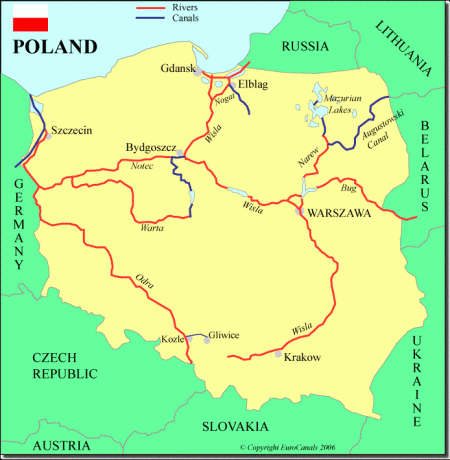 Rivers
Canals
POLAND
RUSSIA
LITHUANIA
Gdansk
Elbląg
Nogat
Mazurian
Lakes
Augustowski
Canal
Szczecin
Wisla
Bydgoszcz
Notec
Narew
BELARUS
GERMANY
Bug
Wisla
WARSZAWA
Warta
Odra
Wisla
Kozle
Gliwice
Krakow
UKRAINE
CZECH
REPUBLIC
SLOVAKIA
AUSTRIA
© Copyright EuroCanals 2006